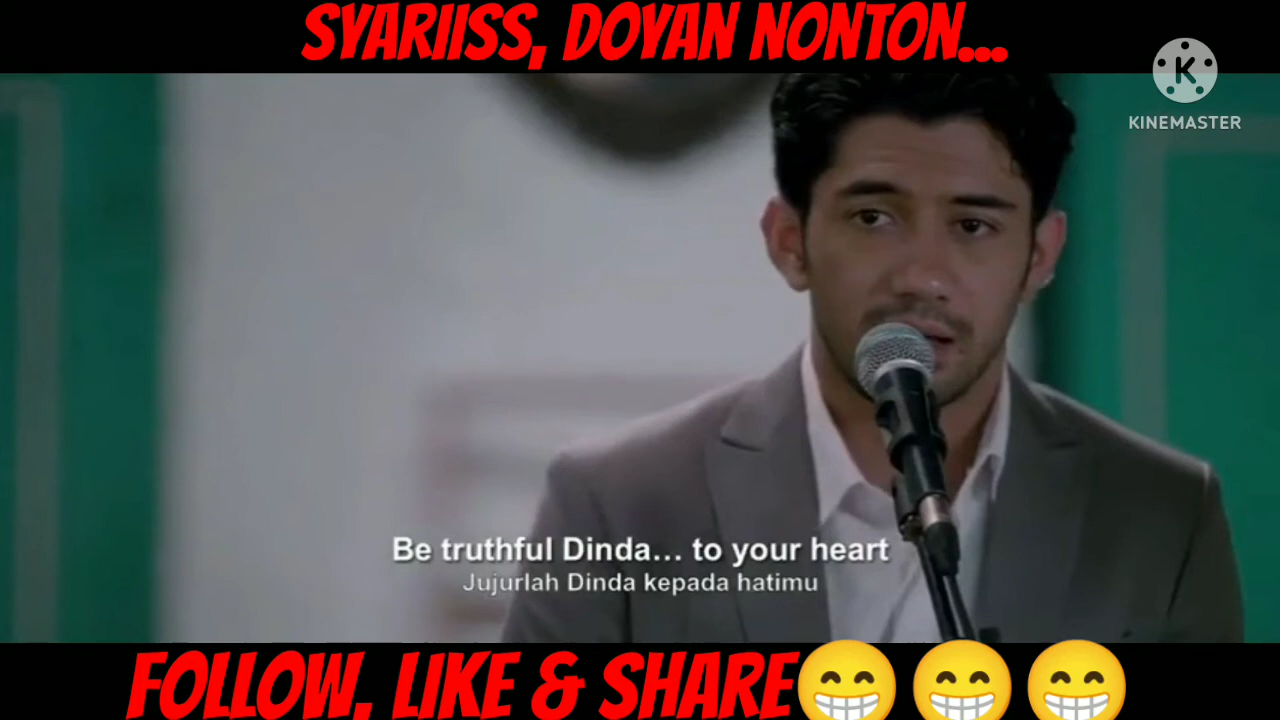 SYARIISS, DOYAN NONTON...
K
KINEMASTER
Be truthful Dinda... to your heart
Jujurlah Dinda kepada hatimu
FOLLOW, LIKE & SHARE😁😁😁